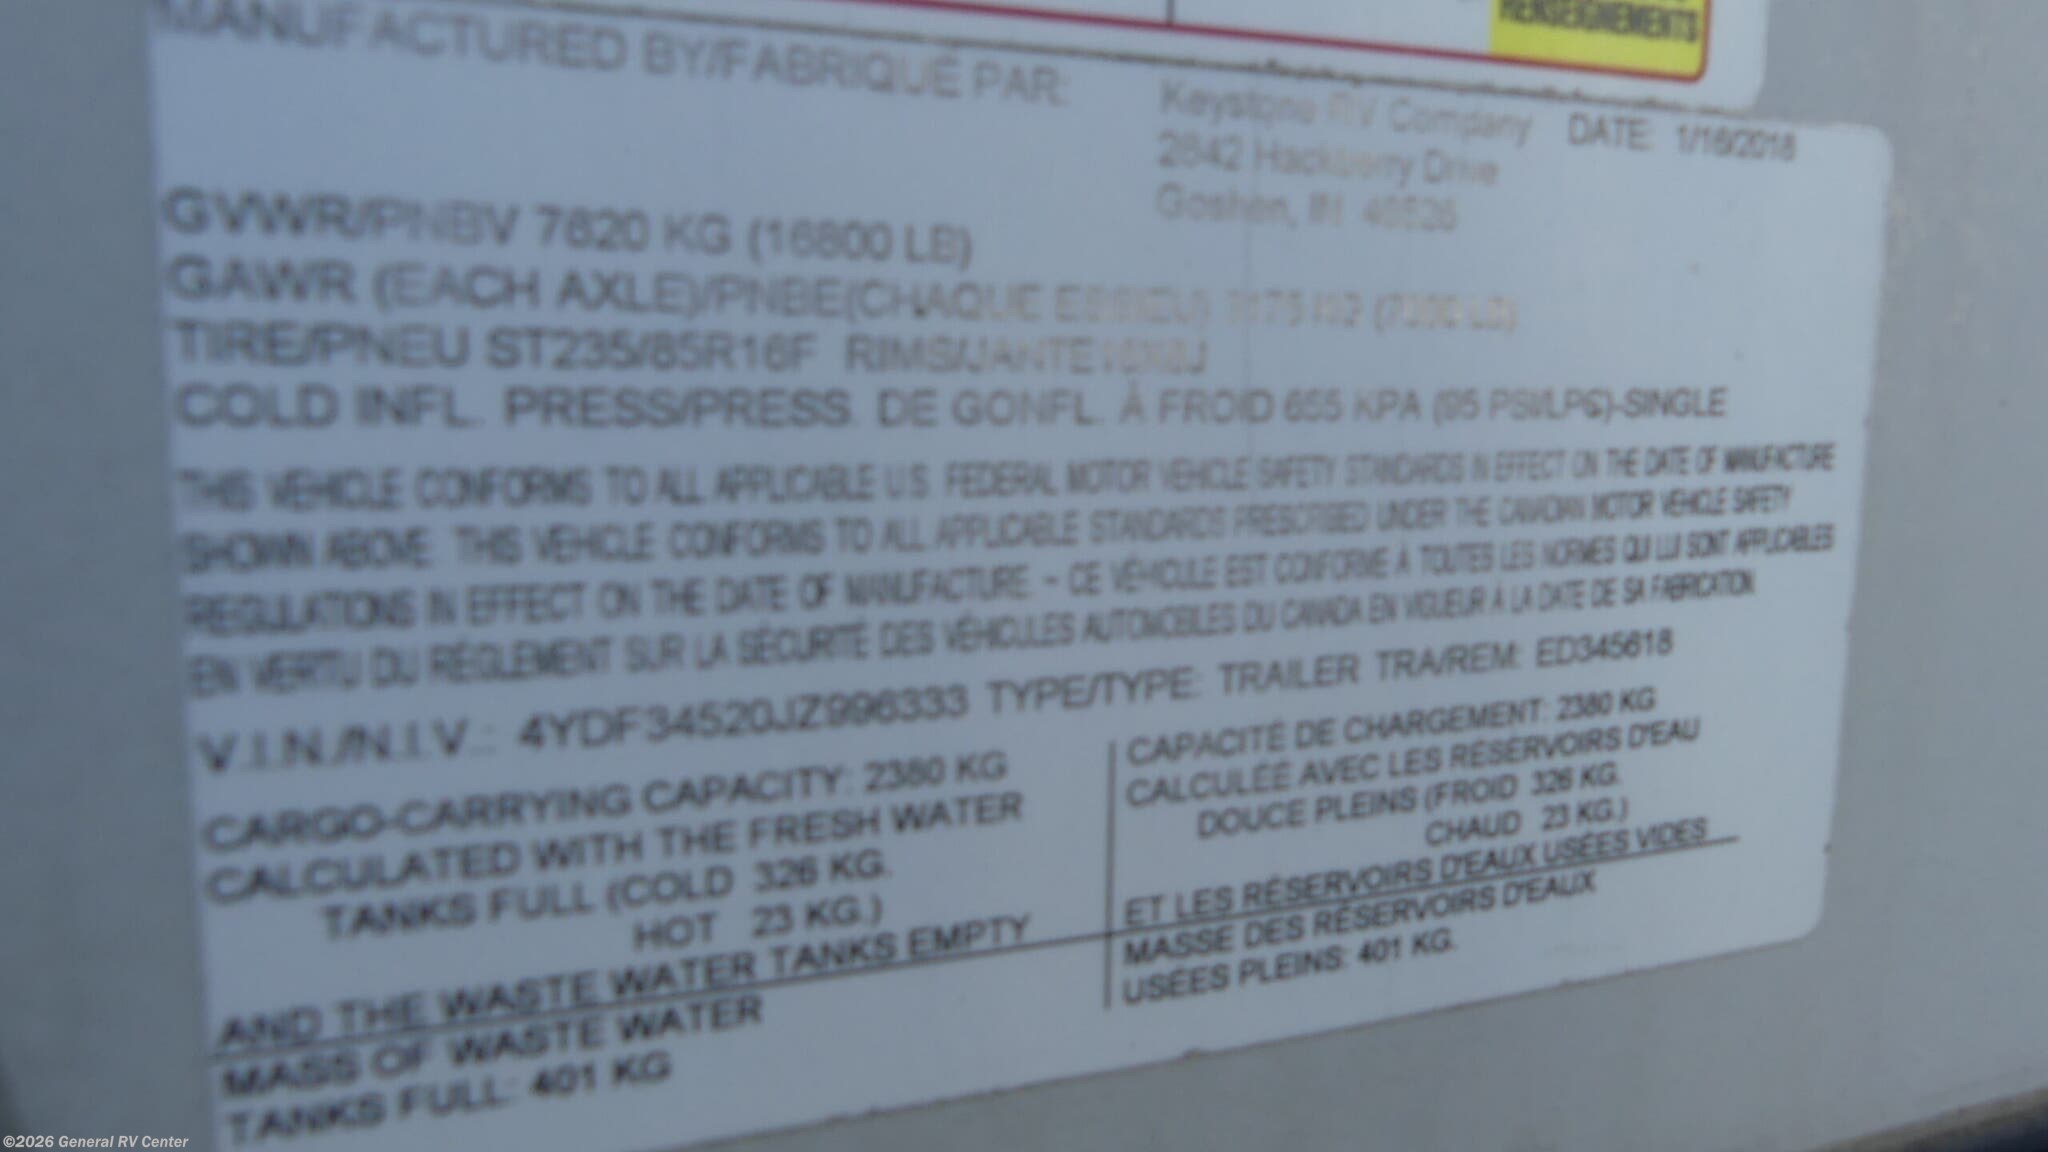 RENSEIGNEMENTS
MANUFACTURED BY/FABRIQUÉ PAR:
Keystone RV Company
2642 Hackberry Drive
Goshen, IN 46526
DATE: 1/16/2018
GVWR/PNBV 7620 KG (16800 LB)
GAWR (EACH AXLE)/PNBE(CHAQUE ESSIEU) 3175 KG (7000 LB)
TIRE/PNEU ST235/85R16F RIMS/JANTE
COLD INFL. PRESS/PRESS. DE GONFL. À FROID 655 KPA (95 PSI/LPC)-SINGLE
THIS VEHICLE CONFORMS TO ALL APPLICABLE U.S. FEDERAL MOTOR VEHICLE SAFETY STANDARDS IN EFFECT ON THE DATE OF MANUFACTURE
SHOWN ABOVE. THIS VEHICLE CONFORMS TO ALL APPLICABLE STANDARDS PRESCRIBED UNDER THE CANADIAN MOTOR VEHICLE SAFETY
REGULATIONS IN EFFECT ON THE DATE OF MANUFACTURE. - CE VÉHICULE EST CONFORME À TOUTES LES NORMES QUI LUI SONT APPLICABLES
EN VERTU DU RÉGLEMENT SUR LA SÉCURITÉ DES VÉHICULES AUTOMOBILES DU CANADA EN VIGUEUR À LA DATE DE SA FABRICATION
V.I.N./N.I.V.: 4YDF34520JZ996333 TYPE/TYPE: TRAILER TRA/REM: ED345618
CARGO-CARRYING CAPACITY: 2380 KG
CALCULATED WITH THE FRESH WATER
TANKS FULL (COLD 326 KG.
HOT 23 KG.)
AND THE WASTE WATER TANKS EMPTY
MASS OF WASTE WATER
TANKS FULL: 401 KG
CAPACITÉ DE CHARGEMENT: 2380 KG
CALCULÉE AVEC LES RÉSERVOIRS D'EAU
DOUCE PLEINS (FROID 326 KG.
CHAUD 23 KG.)
ET LES RÉSERVOIRS D'EAUX USÉES VIDES
MASSE DES RÉSERVOIRS D'EAUX
USÉES PLEINS: 401 KG.
©2026 General RV Center